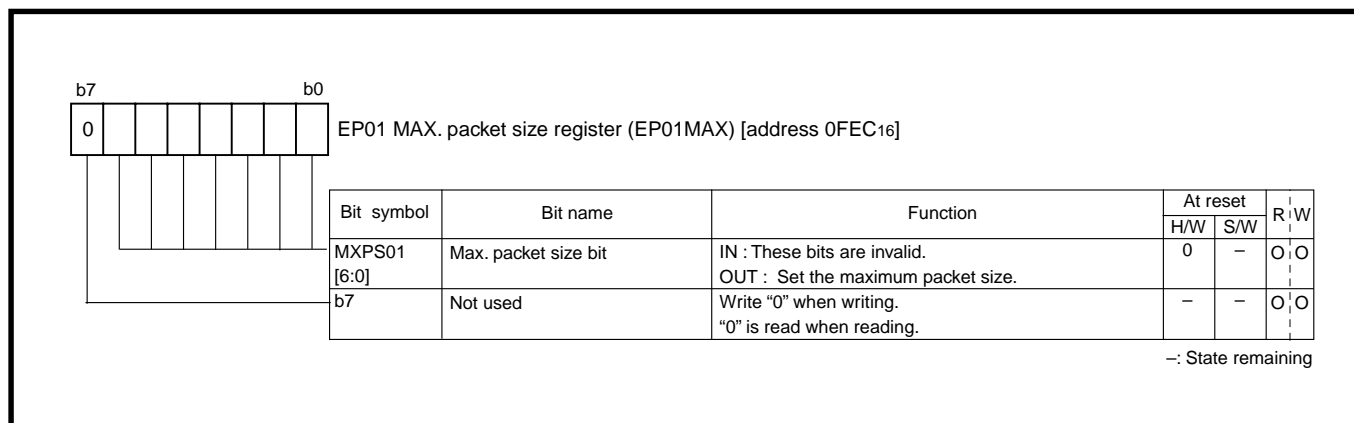 b7 b0
0 EP01 MAX. packet size register (EP01MAX) [address 0FEC16]
Bit symbol Bit name Function At reset R W
H/W S/W
MXPS01 Max. packet size bit IN : These bits are invalid. 0 – O O
[6:0] OUT : Set the maximum packet size.
b7 Not used Write “0” when writing. – – O O
“0” is read when reading.
–: State remaining